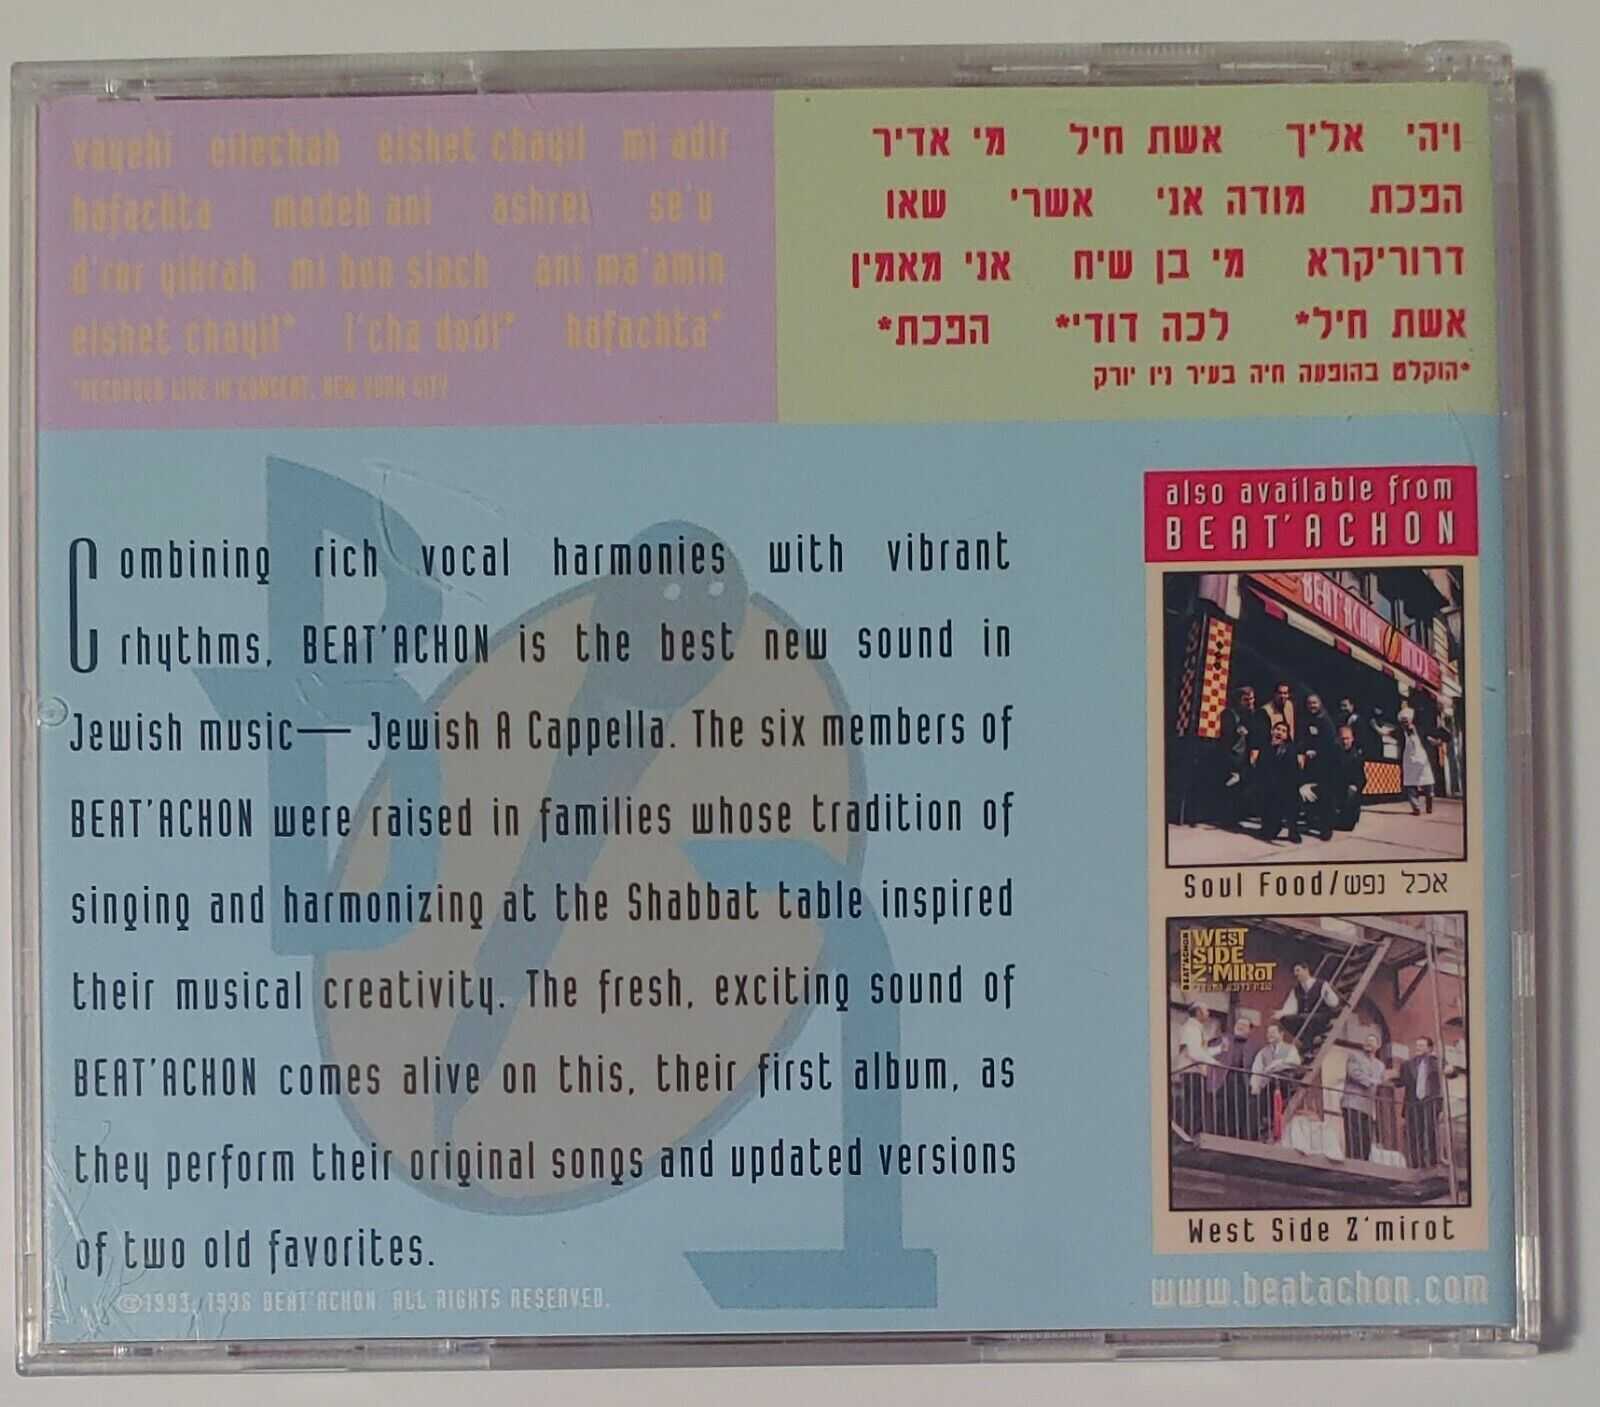 vayehi eilechah eishet chayil mi adir
hafachta modeh ani ashrei se'u
d'ror yikrah mi bon siach ani ma'amin
eishet chayil* l'cha dodi* hafachta*
*RECORDED LIVE IN CONCERT, NEW YORK CITY
ויהי אליך אשת חיל מי אדיר
הפכת מודה אני אשרי שאו
דרוריקרא מי בן שיח אני מאמין
אשת חיל* לכה דודי* הפכת*
*הוקלט בהופעה חיה בעיר ניו יורק
Combining rich vocal harmonies with vibrant
rhythms, BEAT'ACHON is the best new sound in
Jewish music— Jewish A Cappella. The six members of
BEAT'ACHON were raised in families whose tradition of
singing and harmonizing at the Shabbat table inspired
their musical creativity. The fresh, exciting sound of
BEAT'ACHON comes alive on this, their first album, as
they perform their original songs and updated versions
of two old favorites.
©1993, 1996 BEAT'ACHON. ALL RIGHTS RESERVED.
also available from
BEAT'ACHON
BEAT'ACHON
Soul Food/אכל נפש
BEAT'ACHON
WEST
SIDE
Z'MIROT
West Side Z'mirot
www.beatachon.com